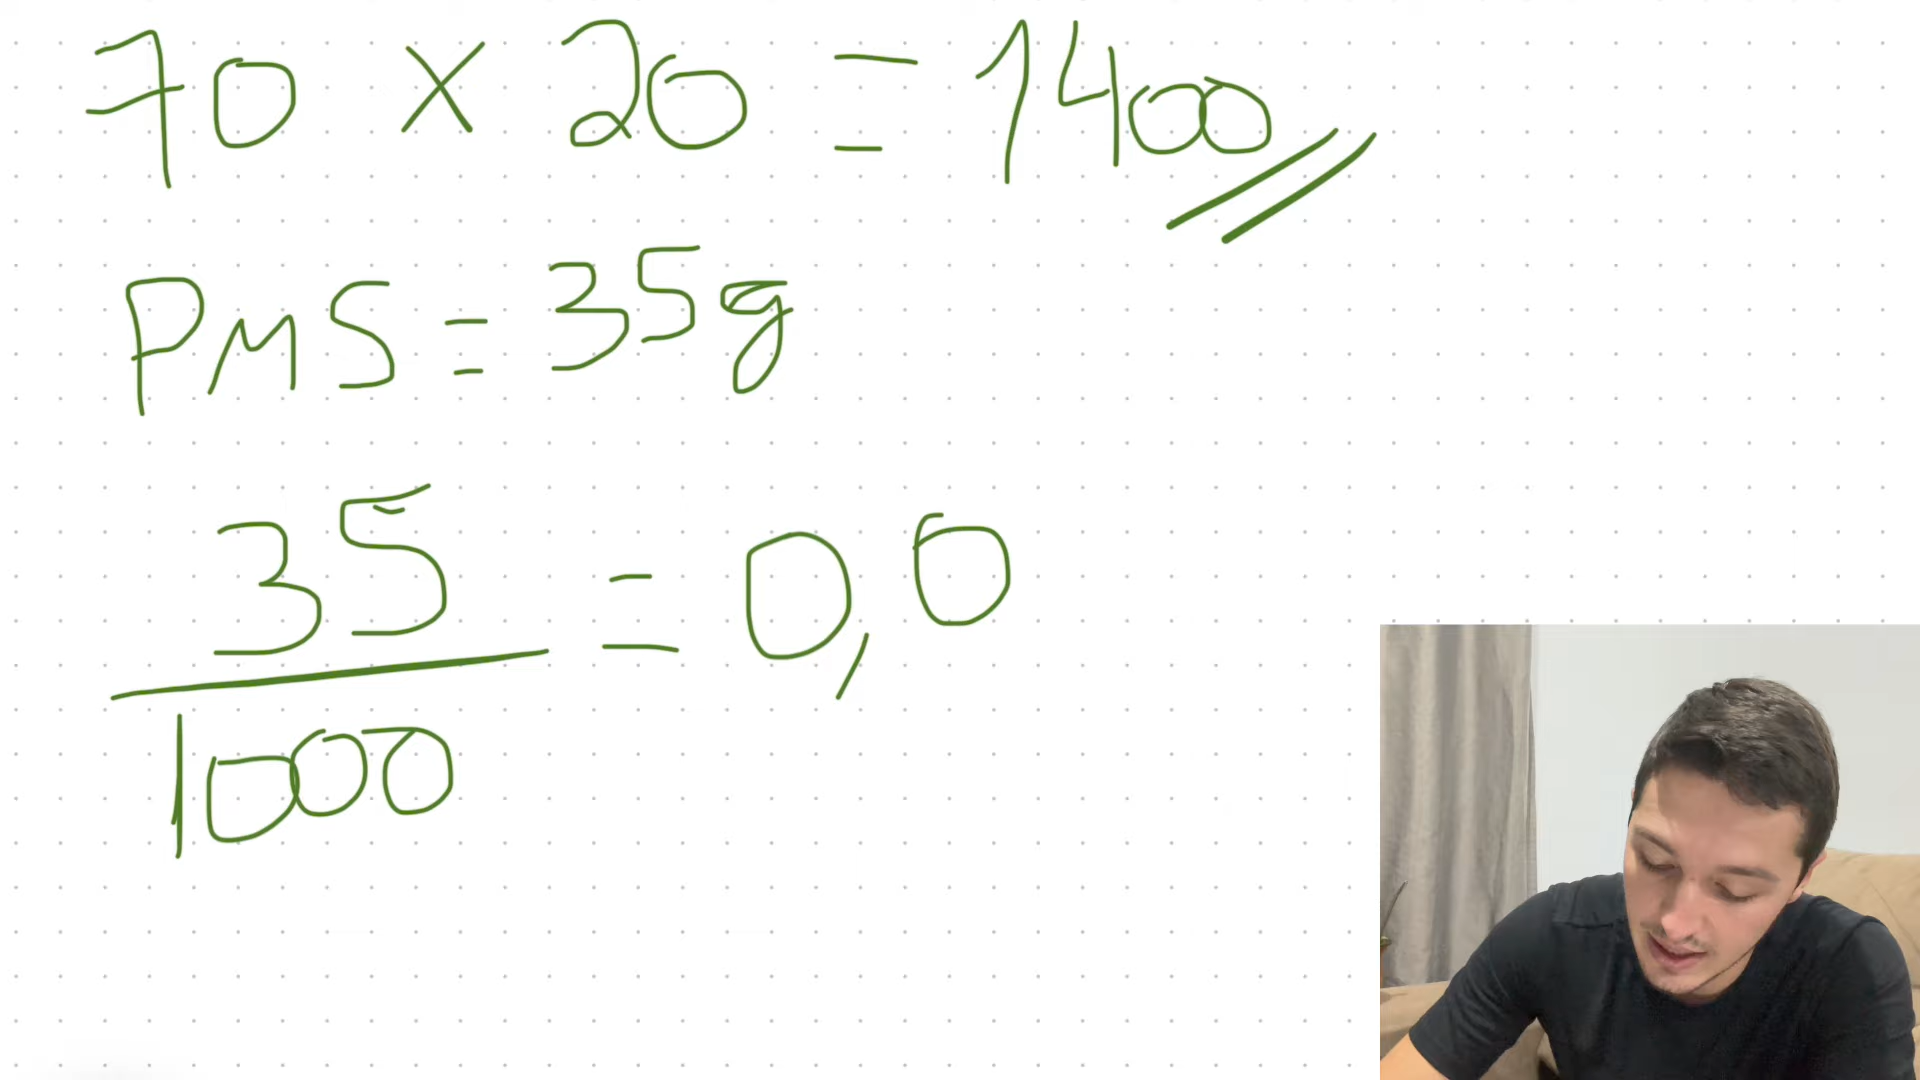 70 x 20 = 1400
PMS = 35g
35
1000
= 0,0